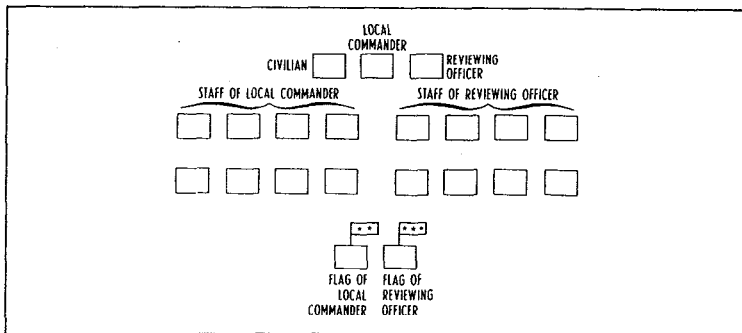 LOCAL
COMMANDER
CIVILIAN
REVIEWING
OFFICER
STAFF OF LOCAL COMMANDER
STAFF OF REVIEWING OFFICER
FLAG OF
LOCAL
COMMANDER
FLAG OF
REVIEWING
OFFICER